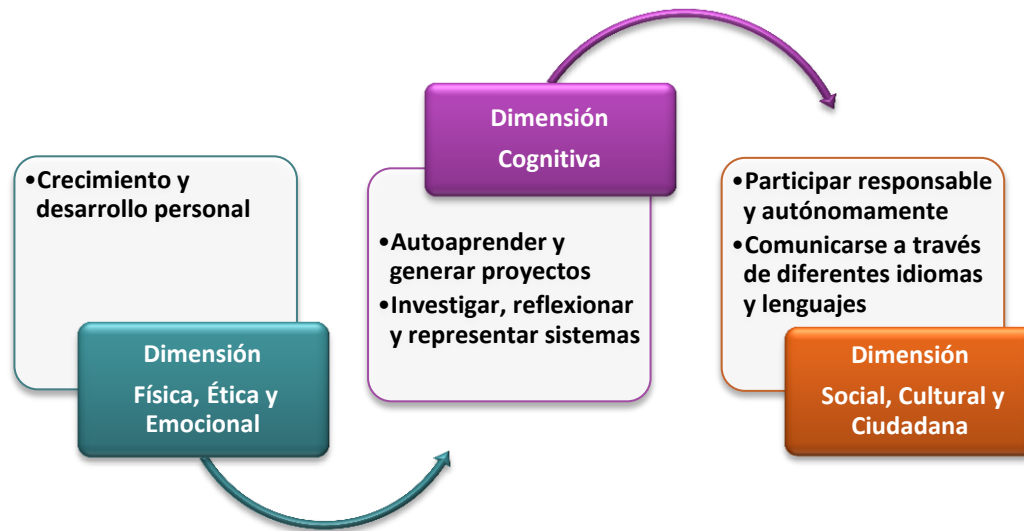 •Crecimiento y
desarrollo personal
Dimensión
Física, Ética y
Emocional
Dimensión
Cognitiva
•Autoaprender y
generar proyectos
•Investigar, reflexionar
y representar sistemas
•Participar responsable
y autónomamente
•Comunicarse a través
de diferentes idiomas
y lenguajes
Dimensión
Social, Cultural y
Ciudadana